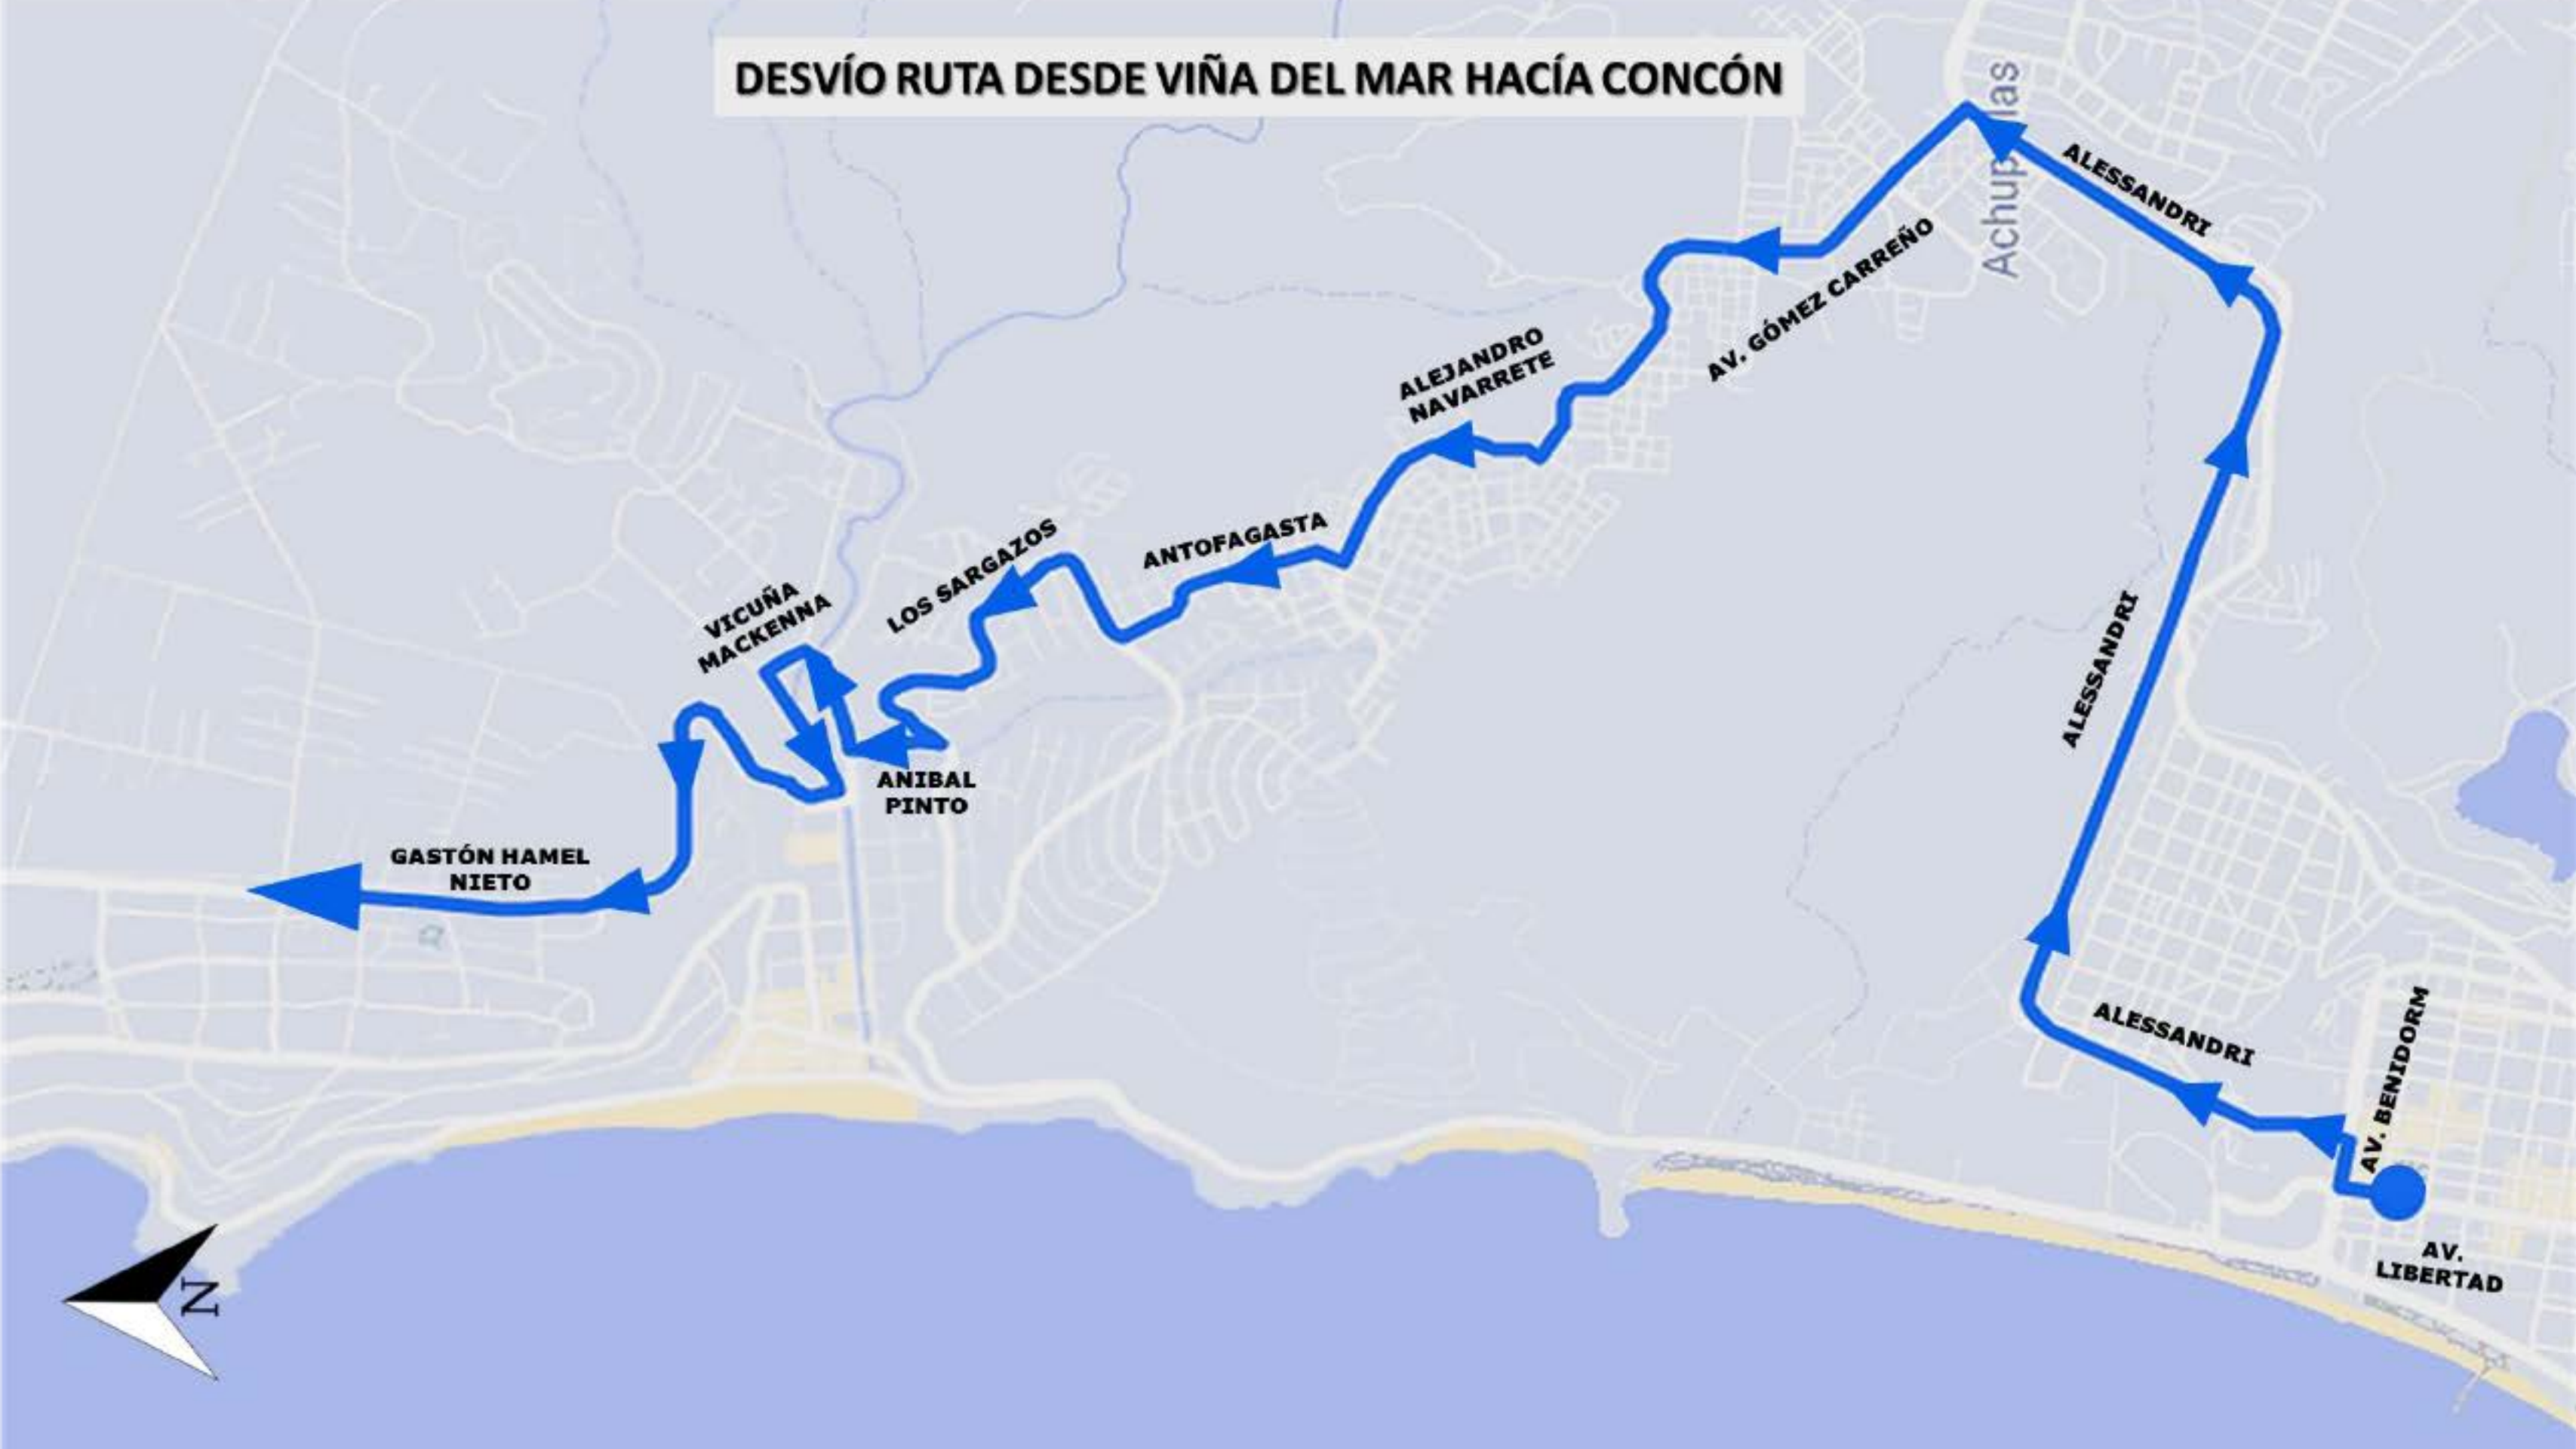 DESVÍO RUTA DESDE VIÑA DEL MAR HACÍA CONCÓN
Achupallas
ALESSANDRI
AV. GÓMEZ CARREÑO
ALEJANDRO
NAVARRETE
ANTOFAGASTA
LOS SARGAZOS
VICUÑA
MACKENNA
ANIBAL
PINTO
GASTÓN HAMEL
NIETO
ALESSANDRI
ALESSANDRI
AV. BENIDORM
AV.
LIBERTAD
N